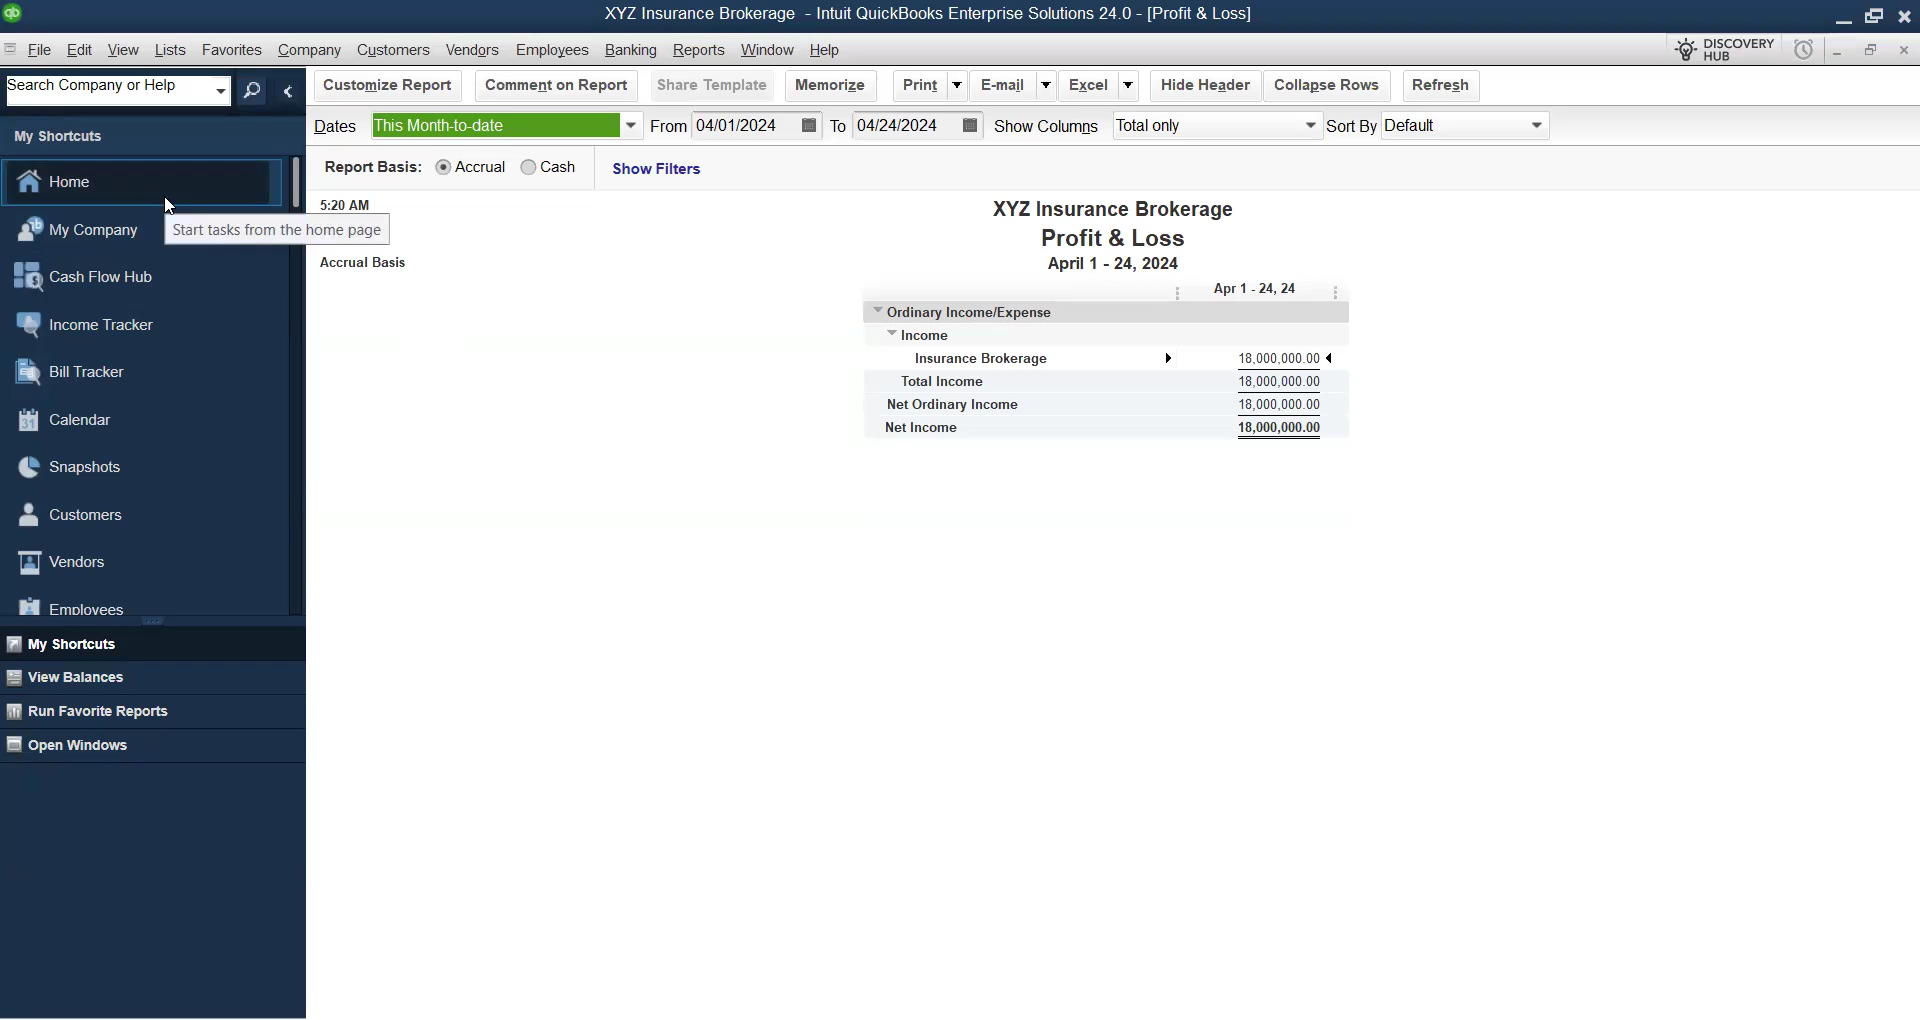 XYZ Insurance Brokerage - Intuit QuickBooks Enterprise Solutions 24.0 - [Profit & Loss]
File Edit View Lists Favorites Company Customers Vendors Employees Banking Reports Window Help DISCOVERY HUB
Search Company or Help
Customize Report Comment on Report Share Template Memorize Print E-mail Excel Hide Header Collapse Rows Refresh
Dates This Month-to-date From 04/01/2024 To 04/24/2024 Show Columns Total only Sort By Default
Report Basis: Accrual Cash Show Filters
My Shortcuts
Home
Start tasks from the home page
My Company
Cash Flow Hub
Income Tracker
Bill Tracker
Calendar
31
Snapshots
Customers
Vendors
Employees
My Shortcuts
View Balances
Run Favorite Reports
Open Windows
5:20 AM
Accrual Basis
XYZ Insurance Brokerage
Profit & Loss
April 1 - 24, 2024
Apr 1 - 24, 24
Ordinary Income/Expense
Income
Insurance Brokerage 18,000,000.00
Total Income 18,000,000.00
Net Ordinary Income 18,000,000.00
Net Income 18,000,000.00